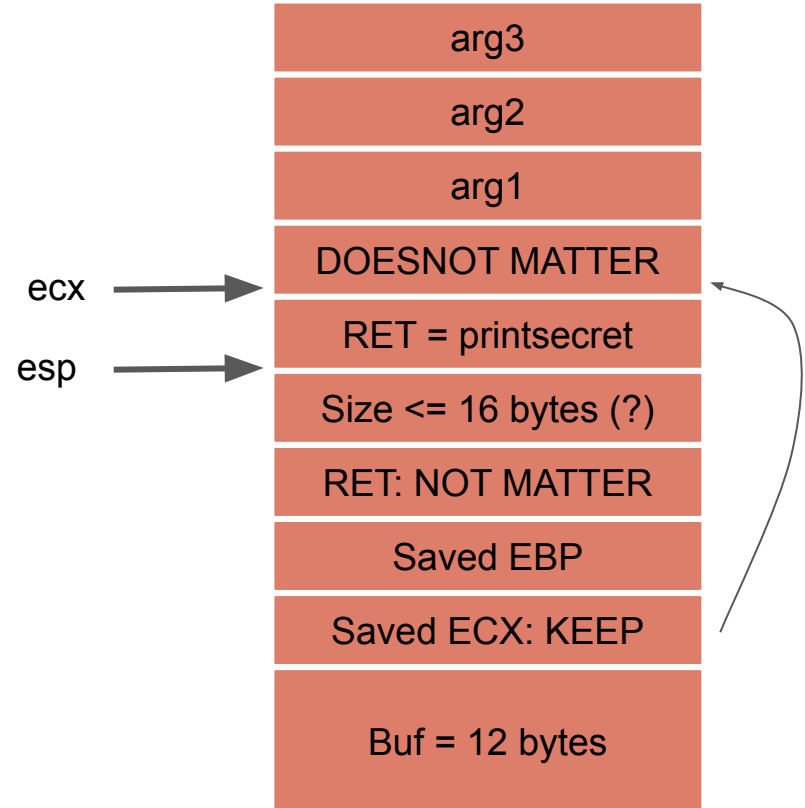 arg3
arg2
arg1
DOESNOT MATTER
ecx
RET = printsecret
esp
Size <= 16 bytes (?)
RET: NOT MATTER
Saved EBP
Saved ECX: KEEP
Buf = 12 bytes